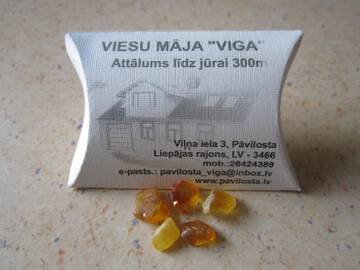 VIESU MĀJA "VIGA"
Attālums līdz jūrai 300m
Viļņa iela 3, Pāvilosta
Liepājas rajons, LV - 3466
mob.:26424389
e-pasts.: pavilosta_viga@inbox.lv
www.pavilosta.lv